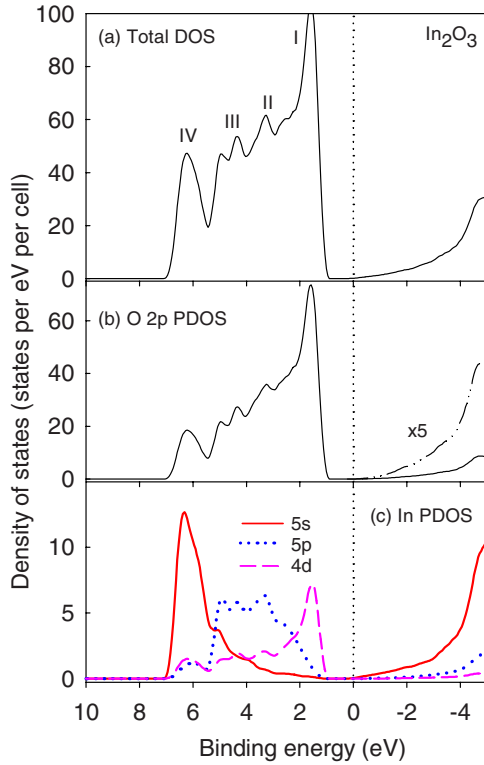 Density of states (states per eV per cell)
100
80
60
40
20
0
(a) Total DOS
In₂O₃
I
II
III
IV
60
40
20
0
(b) O 2p PDOS
x5
10
5
0
5s
5p
4d
(c) In PDOS
10 8 6 4 2 0 -2 -4
Binding energy (eV)